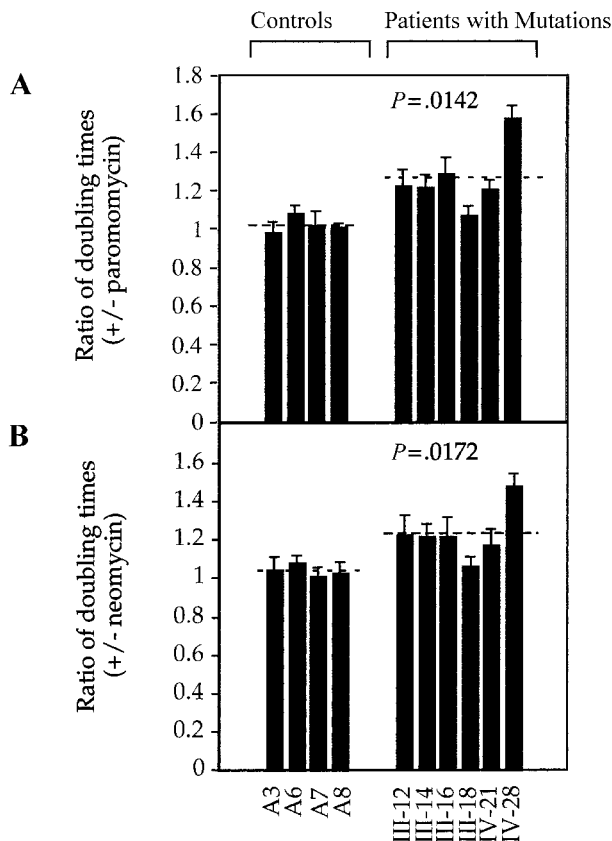 Controls Patients with Mutations
A
Ratio of doubling times
(+/- paromomycin)
1.8
1.6
1.4
1.2
1
0.8
0.6
0.4
0.2
0
P=.0142
B
Ratio of doubling times
(+/- neomycin)
1.6
1.4
1.2
1
0.8
0.6
0.4
0.2
0
P=.0172
A3
A6
A7
A8
III-12
III-14
III-16
III-18
IV-21
IV-28